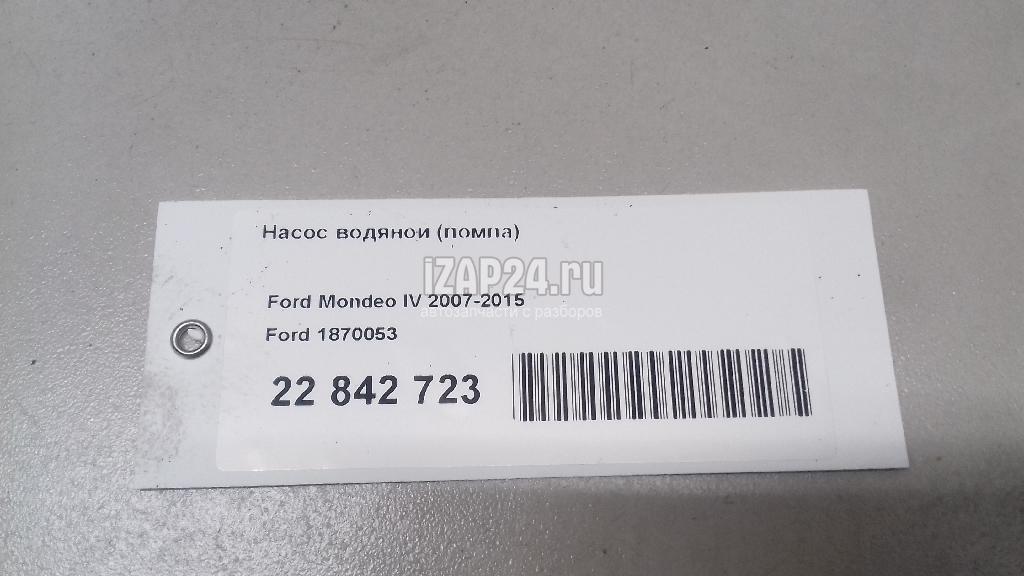 Насос водяной (помпа)
iZAP24.ru
Ford Mondeo IV 2007-2015
автозапчасти с разборов
Ford 1870053
22 842 723